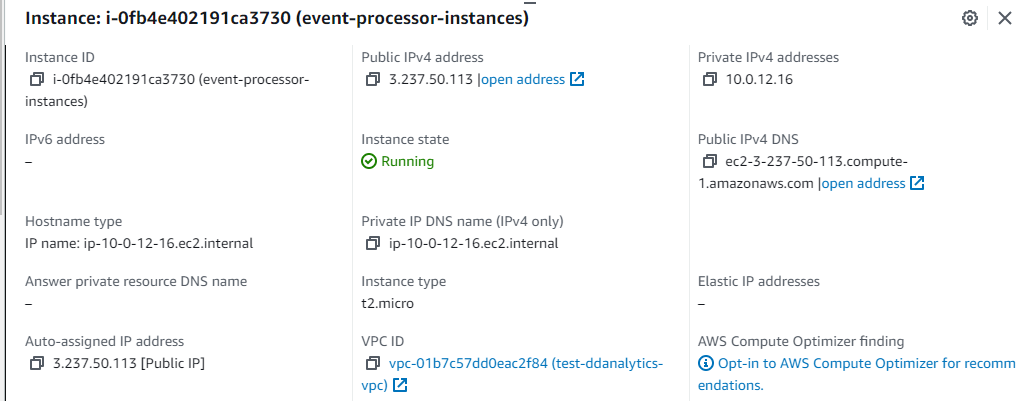 Instance: i-0fb4e402191ca3730 (event-processor-instances)
Instance ID
i-0fb4e402191ca3730 (event-processor-
instances)
Public IPv4 address
3.237.50.113 |open address
Private IPv4 addresses
10.0.12.16
IPv6 address
–
Instance state
Running
Public IPv4 DNS
ec2-3-237-50-113.compute-
1.amazonaws.com |open address
Hostname type
IP name: ip-10-0-12-16.ec2.internal
Private IP DNS name (IPv4 only)
ip-10-0-12-16.ec2.internal
Answer private resource DNS name
–
Instance type
t2.micro
Elastic IP addresses
–
Auto-assigned IP address
3.237.50.113 [Public IP]
VPC ID
vpc-01b7c57dd0eac2f84 (test-ddanalytics-
vpc)
AWS Compute Optimizer finding
Opt-in to AWS Compute Optimizer for recomm
endations.